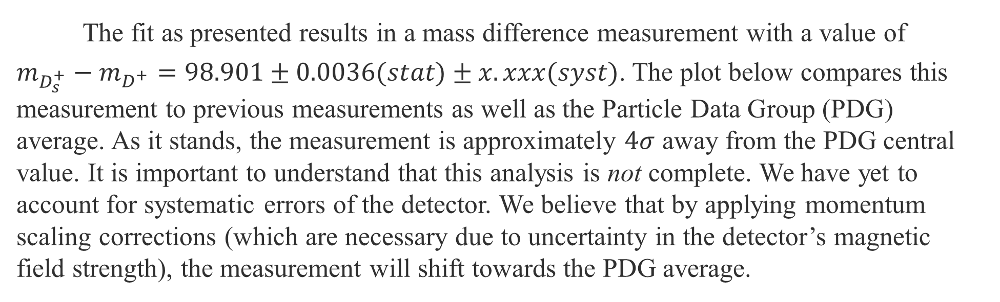 The fit as presented results in a mass difference measurement with a value of
$m_{D_s^+} - m_{D^+} = 98.901 \pm 0.0036(stat) \pm x.xxx(syst)$. The plot below compares this
measurement to previous measurements as well as the Particle Data Group (PDG)
average. As it stands, the measurement is approximately 4σ away from the PDG central
value. It is important to understand that this analysis is not complete. We have yet to
account for systematic errors of the detector. We believe that by applying momentum
scaling corrections (which are necessary due to uncertainty in the detector’s magnetic
field strength), the measurement will shift towards the PDG average.